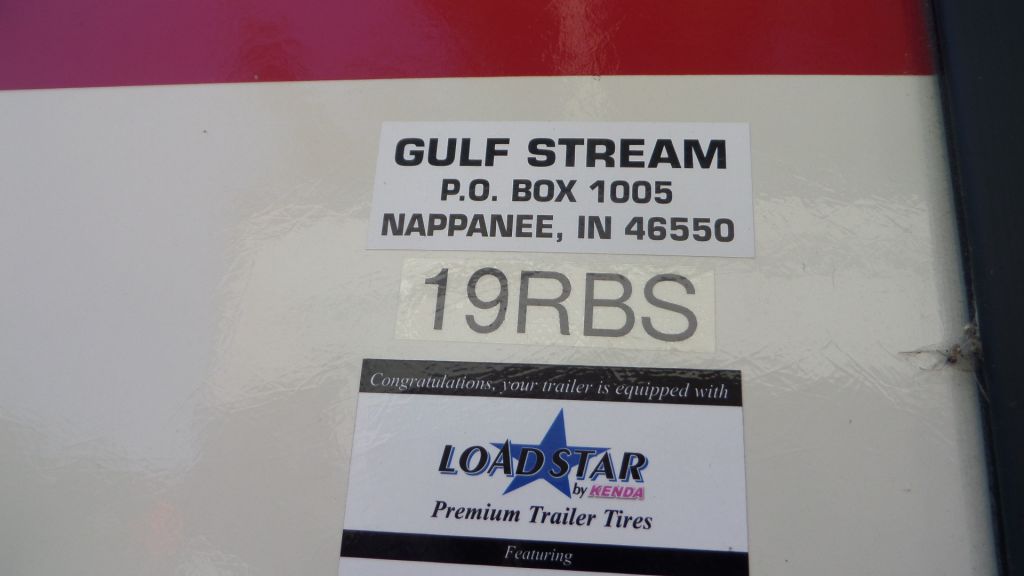 GULF STREAM
P.O. BOX 1005
NAPPANEE, IN 46550
19RBS
Congratulations, your trailer is equipped with
LOADSTAR
by KENDA
Premium Trailer Tires
Featuring